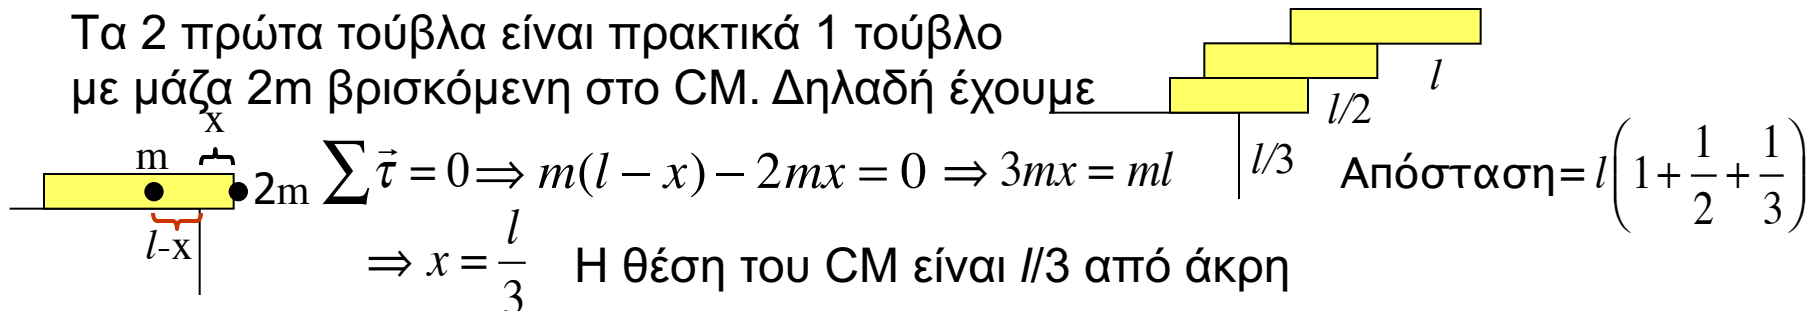 Τα 2 πρώτα τούβλα είναι πρακτικά 1 τούβλο
με μάζα 2m βρισκόμενη στο CM. Δηλαδή έχουμε
l
l/2
l/3
x
m
2m
l-x
∑τ⃗ = 0 ⇒ m(l − x) − 2mx = 0 ⇒ 3mx = ml
Απόσταση= l(1 + 1/2 + 1/3)
⇒ x = l/3 Η θέση του CM είναι l/3 από άκρη